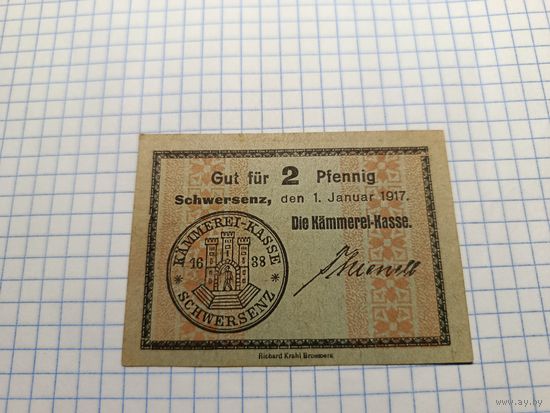 Gut für 2 Pfennig
Schwersenz, den 1. Januar 1917.
Die Kämmerei-Kasse.
KÄMMEREI-KASSE
16 38
* SCHWERSENZ *
Richard Krahl Bromberg
www.ay.by